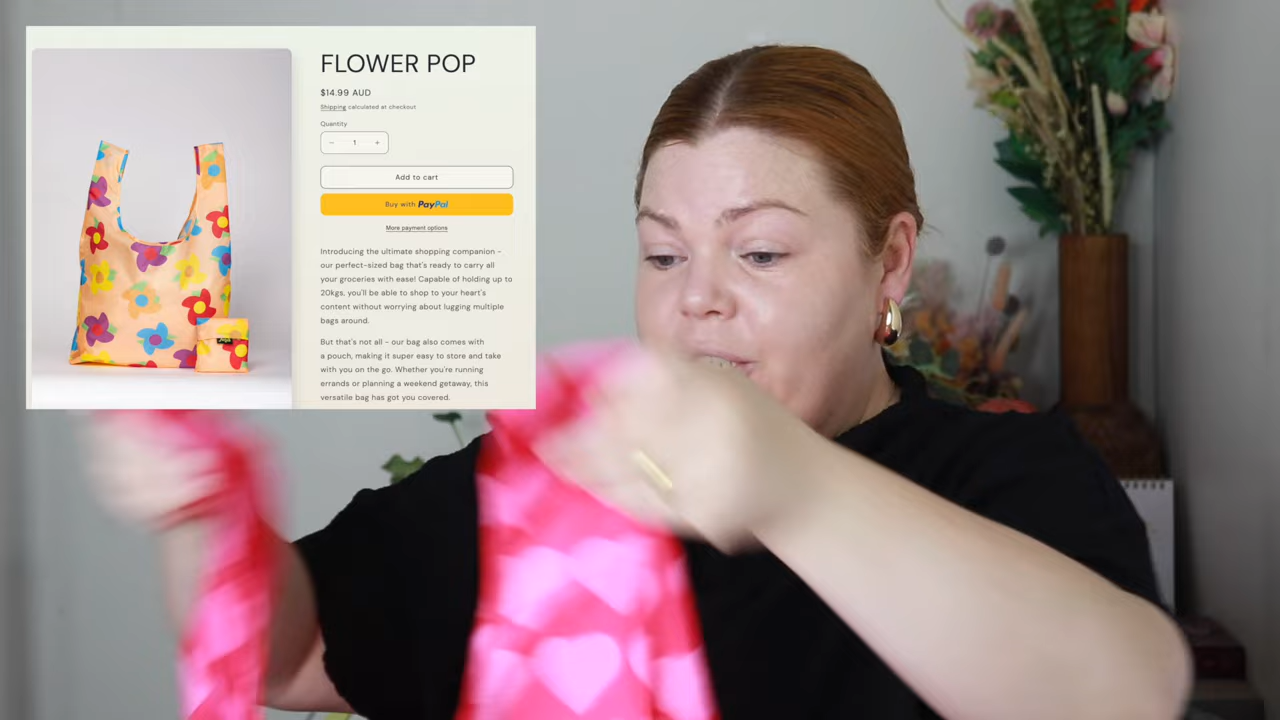 FLOWER POP
$14.99 AUD
Shipping calculated at checkout
Quantity
− 1 +
Add to cart
Buy with PayPal
More payment options
Introducing the ultimate shopping companion –
our perfect-sized bag that's ready to carry all
your groceries with ease! Capable of holding up to
20kgs, you'll be able to shop to your heart's
content without worrying about lugging multiple
bags around.
But that's not all - our bag also comes with
a pouch, making it super easy to store and take
with you on the go. Whether you're running
errands or planning a weekend getaway, this
versatile bag has got you covered.